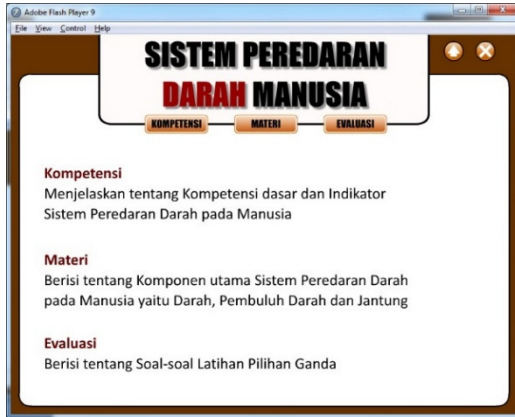 Adobe Flash Player 9
File View Control Help
SISTEM PEREDARAN
DARAH MANUSIA
KOMPETENSI MATERI EVALUASI
Kompetensi
Menjelaskan tentang Kompetensi dasar dan Indikator
Sistem Peredaran Darah pada Manusia
Materi
Berisi tentang Komponen utama Sistem Peredaran Darah
pada Manusia yaitu Darah, Pembuluh Darah dan Jantung
Evaluasi
Berisi tentang Soal-soal Latihan Pilihan Ganda